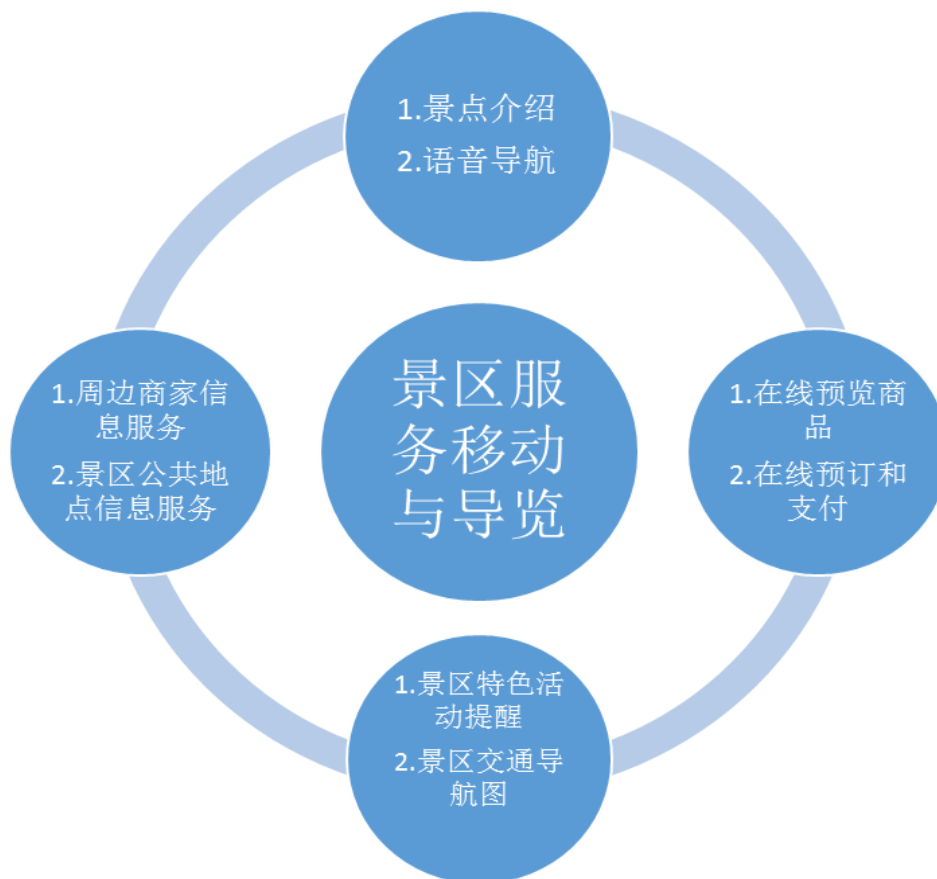 1.景点介绍
2.语音导航
1.周边商家信
息服务
2.景区公共地
点信息服务
景区服
务移动
与导览
1.在线预览商
品
2.在线预订和
支付
1.景区特色活
动提醒
2.景区交通导
航图